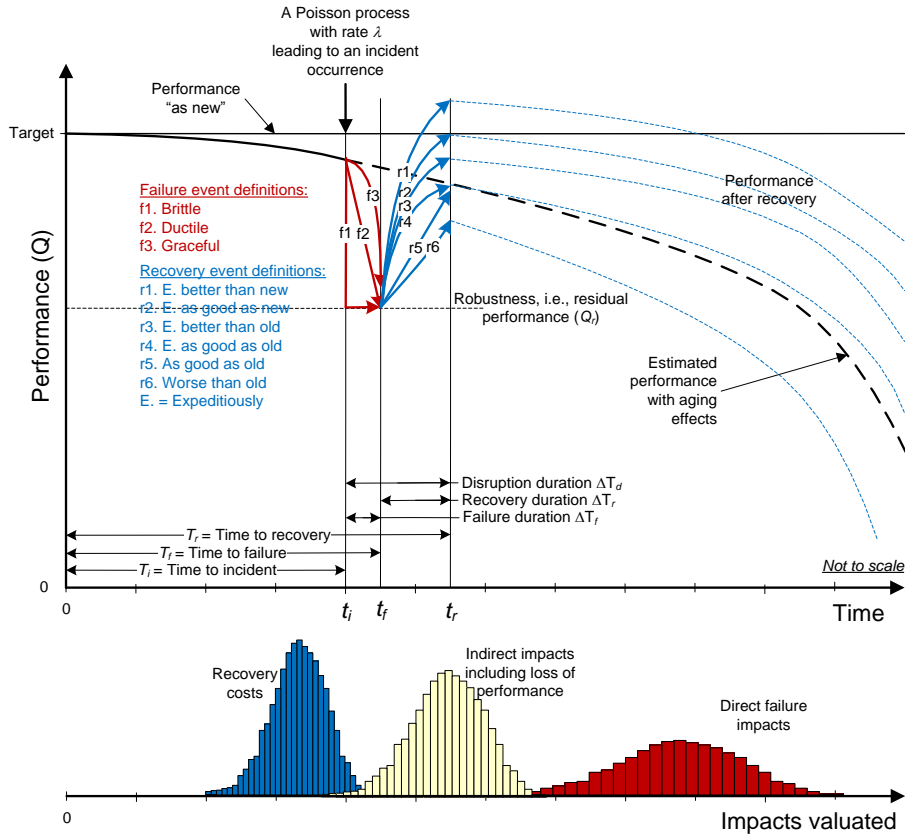 A Poisson process
with rate λ
leading to an incident
occurrence
Performance
“as new”
Target
Performance (Q)
Failure event definitions:
f1. Brittle
f2. Ductile
f3. Graceful
Recovery event definitions:
r1. E. better than new
r2. E. as good as new
r3. E. better than old
r4. E. as good as old
r5. As good as old
r6. Worse than old
E. = Expeditiously
f1
f2
f3
r1
r2
r3
r4
r5
r6
Performance
after recovery
Robustness, i.e., residual
performance (Qr)
Estimated
performance
with aging
effects
Disruption duration ΔTd
Recovery duration ΔTr
Failure duration ΔTf
Tr = Time to recovery
Tf = Time to failure
Ti = Time to incident
Not to scale
0
0
ti
tf
tr
Time
Recovery
costs
Indirect impacts
including loss of
performance
Direct failure
impacts
0
Impacts valuated